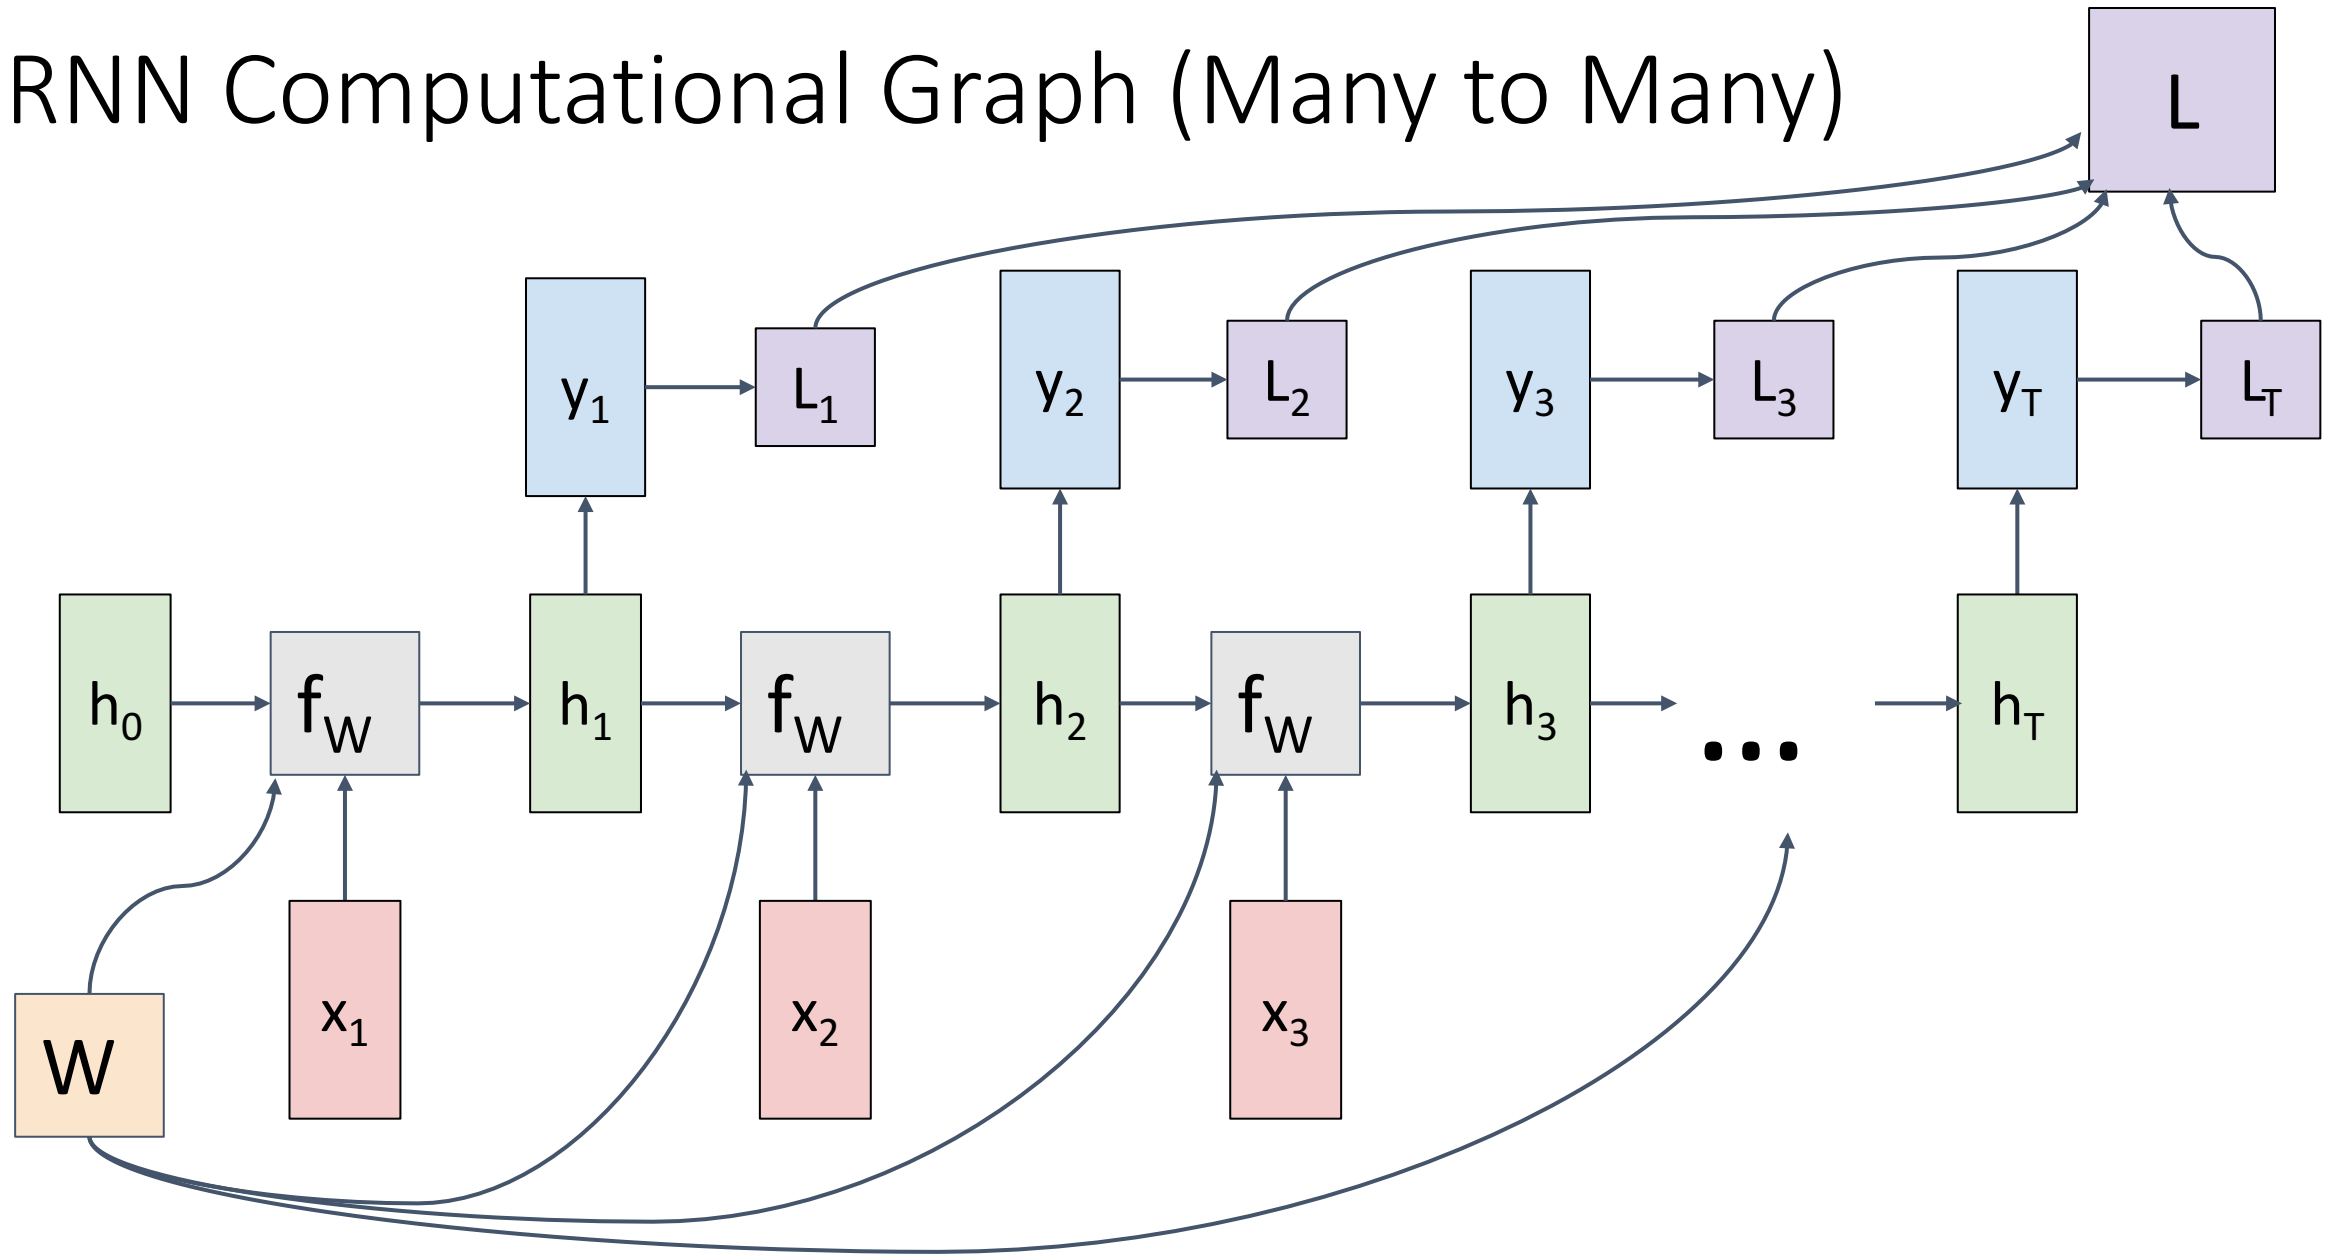 RNN Computational Graph (Many to Many)
L
y1 L1 y2 L2 y3 L3 yT LT
h0 fW h1 fW h2 fW h3 ... hT
W x1 x2 x3